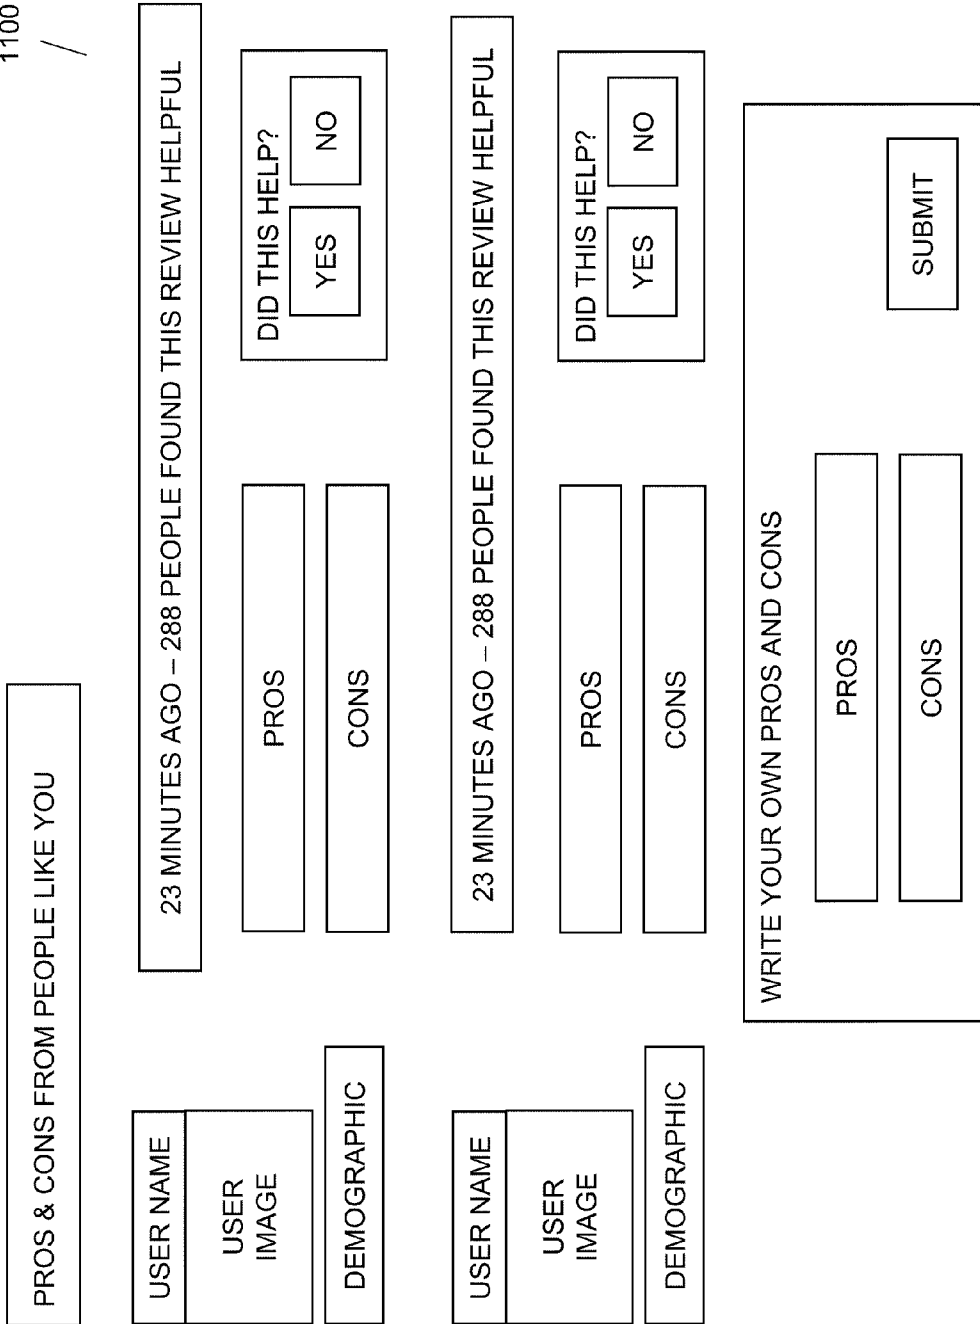 1100
PROS & CONS FROM PEOPLE LIKE YOU
USER NAME
USER
IMAGE
DEMOGRAPHIC
23 MINUTES AGO – 288 PEOPLE FOUND THIS REVIEW HELPFUL
PROS
CONS
DID THIS HELP?
YES
NO
USER NAME
USER
IMAGE
DEMOGRAPHIC
23 MINUTES AGO – 288 PEOPLE FOUND THIS REVIEW HELPFUL
PROS
CONS
DID THIS HELP?
YES
NO
WRITE YOUR OWN PROS AND CONS
PROS
CONS
SUBMIT